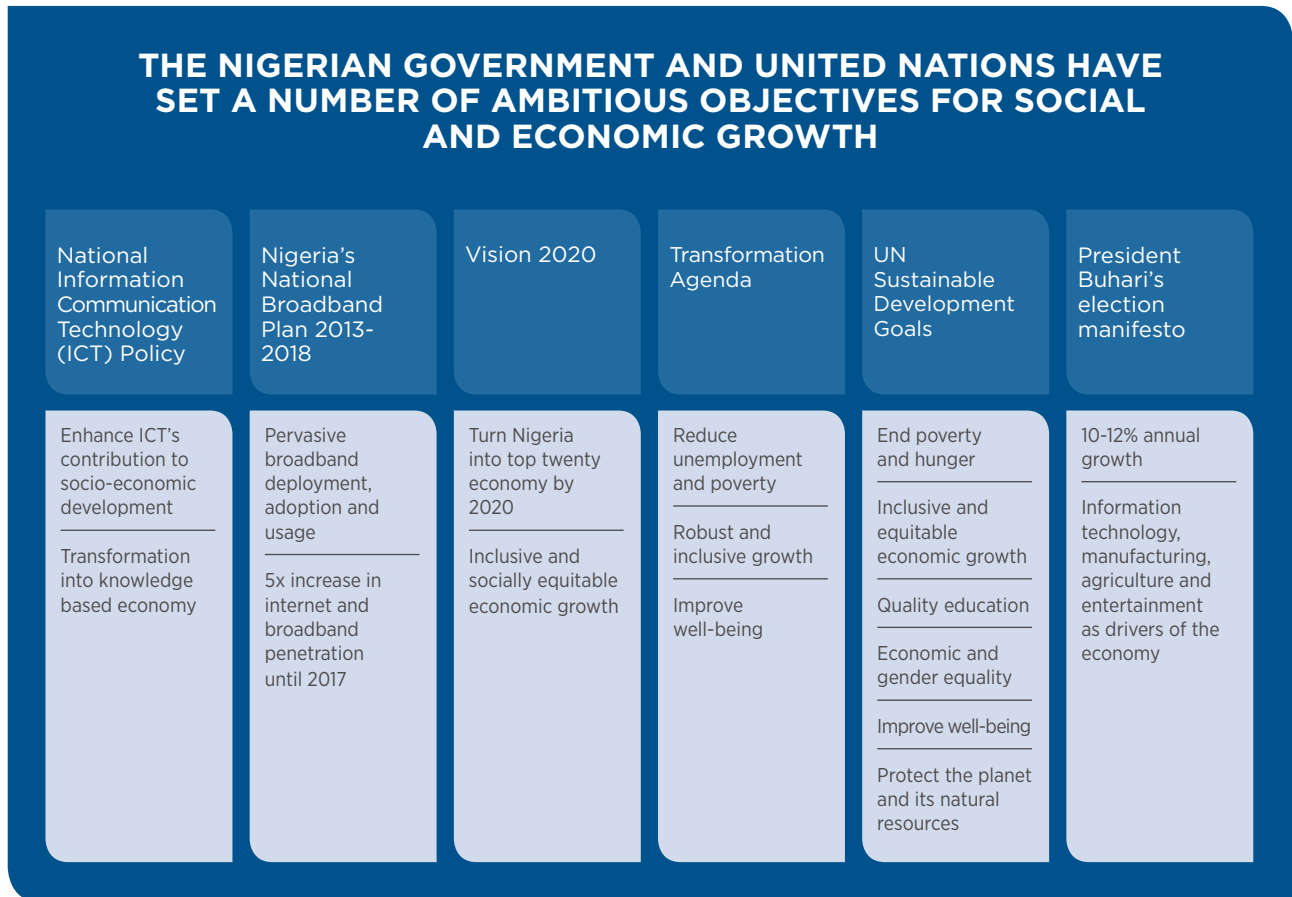 THE NIGERIAN GOVERNMENT AND UNITED NATIONS HAVE
SET A NUMBER OF AMBITIOUS OBJECTIVES FOR SOCIAL
AND ECONOMIC GROWTH
National
Information
Communication
Technology
(ICT) Policy
Nigeria's
National
Broadband
Plan 2013-
2018
Vision 2020
Transformation
Agenda
UN
Sustainable
Development
Goals
President
Buhari's
election
manifesto
Enhance ICT's
contribution to
socio-economic
development
Transformation
into knowledge
based economy
Pervasive
broadband
deployment,
adoption and
usage
5x increase in
internet and
broadband
penetration
until 2017
Turn Nigeria
into top twenty
economy by
2020
Inclusive and
socially equitable
economic growth
Reduce
unemployment
and poverty
Robust and
inclusive growth
Improve
well-being
End poverty
and hunger
Inclusive and
equitable
economic growth
Quality education
Economic and
gender equality
Improve well-being
Protect the planet
and its natural
resources
10-12% annual
growth
Information
technology,
manufacturing,
agriculture and
entertainment
as drivers of the
economy